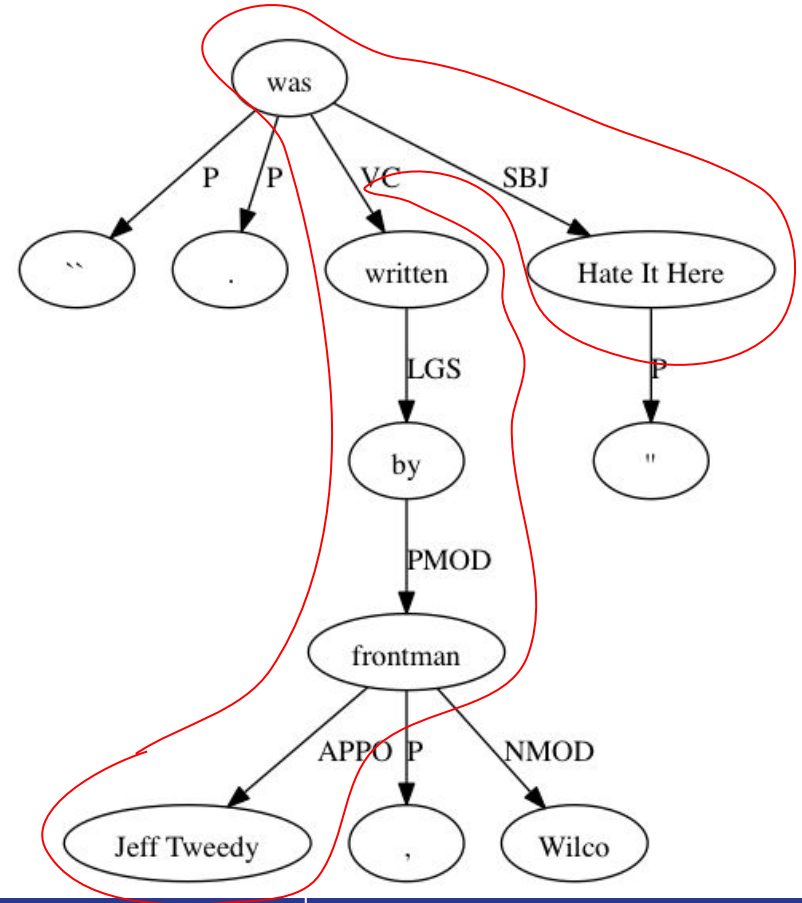 was
P P VC SBJ
`` . written Hate It Here
LGS P
by "
PMOD
frontman
APPO P NMOD
Jeff Tweedy , Wilco